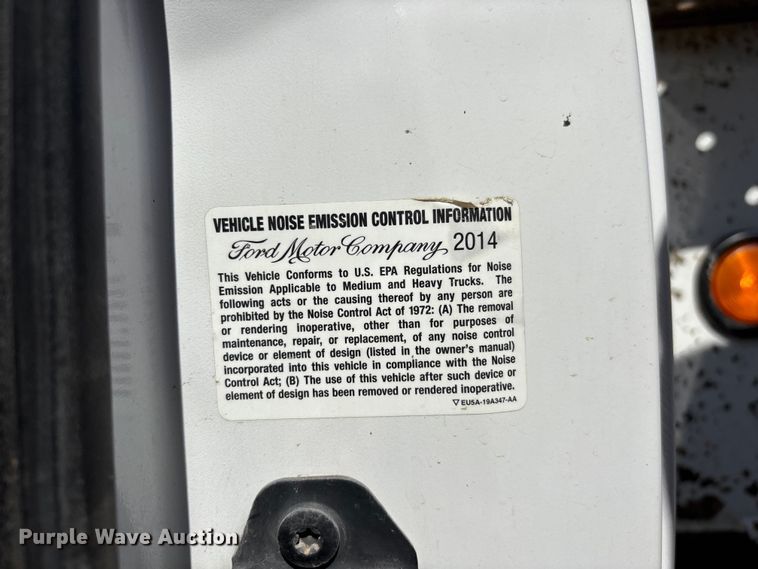 VEHICLE NOISE EMISSION CONTROL INFORMATION
Ford Motor Company 2014
This Vehicle Conforms to U.S. EPA Regulations for Noise
Emission Applicable to Medium and Heavy Trucks. The
following acts or the causing thereof by any person are
prohibited by the Noise Control Act of 1972: (A) The removal
or rendering inoperative, other than for purposes of
maintenance, repair, or replacement, of any noise control
device or element of design (listed in the owner's manual)
incorporated into this vehicle in compliance with the Noise
Control Act; (B) The use of this vehicle after such device or
element of design has been removed or rendered inoperative.
EU5A-19A347-AA
Purple Wave Auction